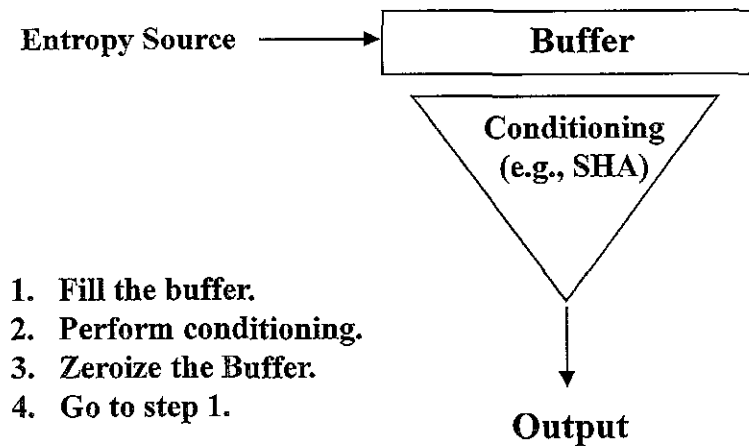 Entropy Source
Buffer
Conditioning
(e.g., SHA)
1. Fill the buffer.
2. Perform conditioning.
3. Zeroize the Buffer.
4. Go to step 1.
Output